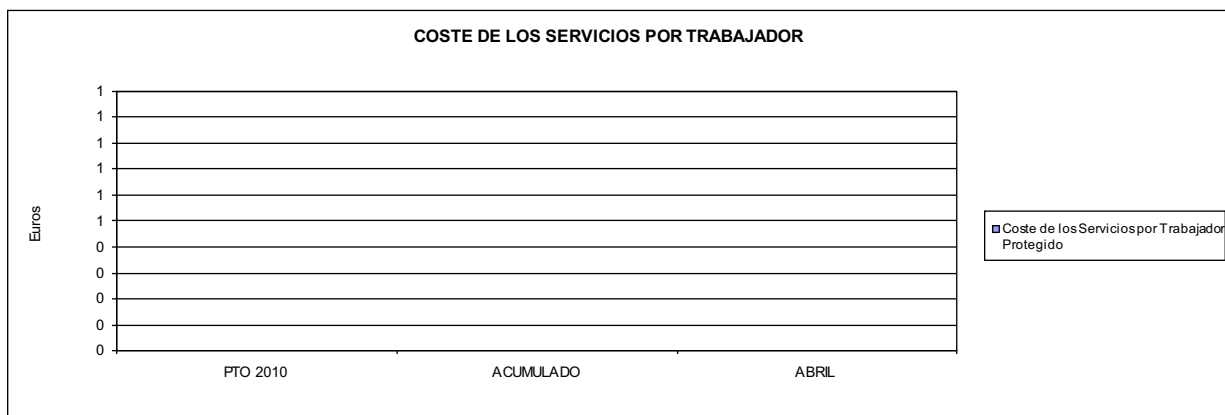 COSTE DE LOS SERVICIOS POR TRABAJADOR
1
1
1
1
1
1
0
0
0
0
0
Euros
PTO 2010 ACUMULADO ABRIL
Coste de los Servicios por Trabajador
Protegido